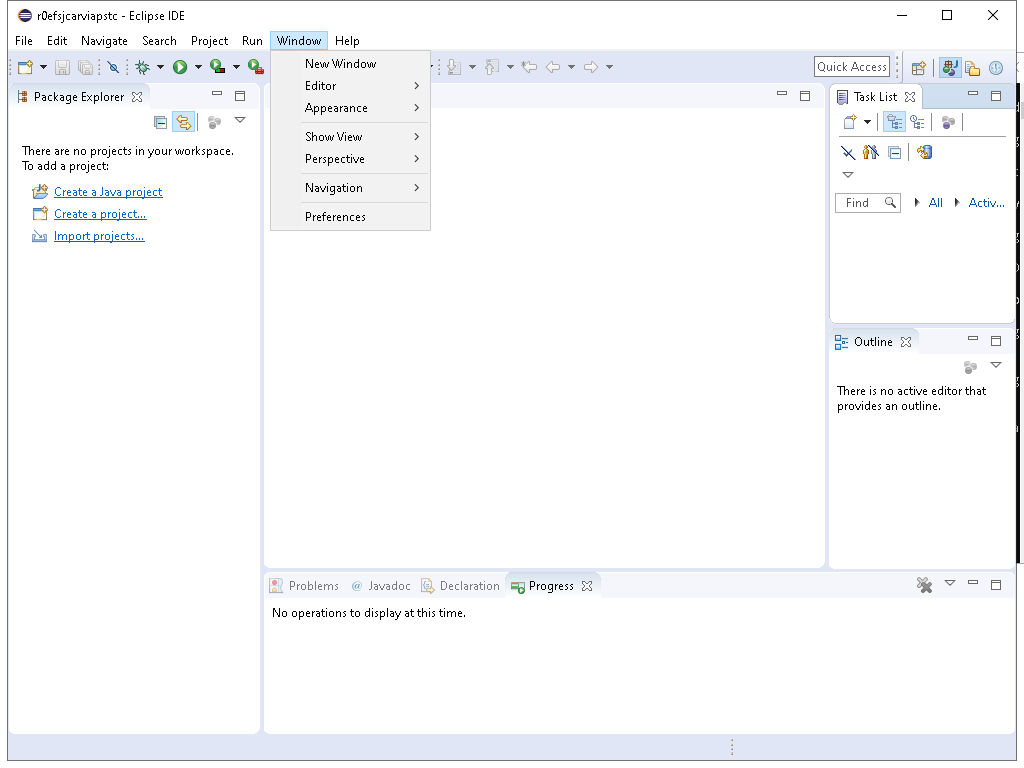 r0efsjcarviapstc - Eclipse IDE
File Edit Navigate Search Project Run Window Help
Quick Access
New Window
Editor
Appearance
Show View
Perspective
Navigation
Preferences
Package Explorer
There are no projects in your workspace.
To add a project:
Create a Java project
Create a project...
Import projects...
Task List
Find All Activ...
Outline
There is no active editor that
provides an outline.
Problems @ Javadoc Declaration Progress
No operations to display at this time.